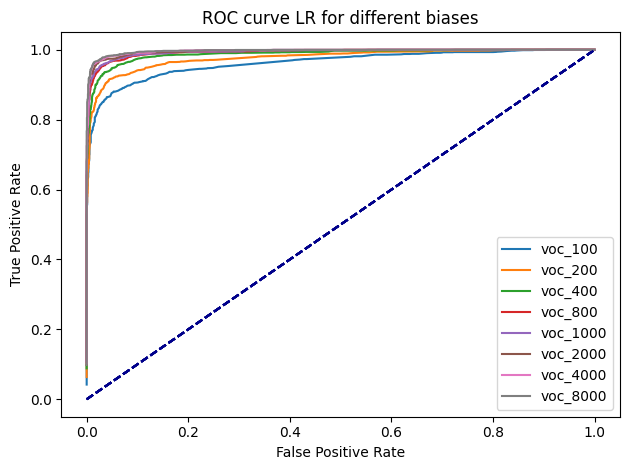 ROC curve LR for different biases
True Positive Rate
1.0
0.8
0.6
0.4
0.2
0.0
voc_100
voc_200
voc_400
voc_800
voc_1000
voc_2000
voc_4000
voc_8000
0.0 0.2 0.4 0.6 0.8 1.0
False Positive Rate